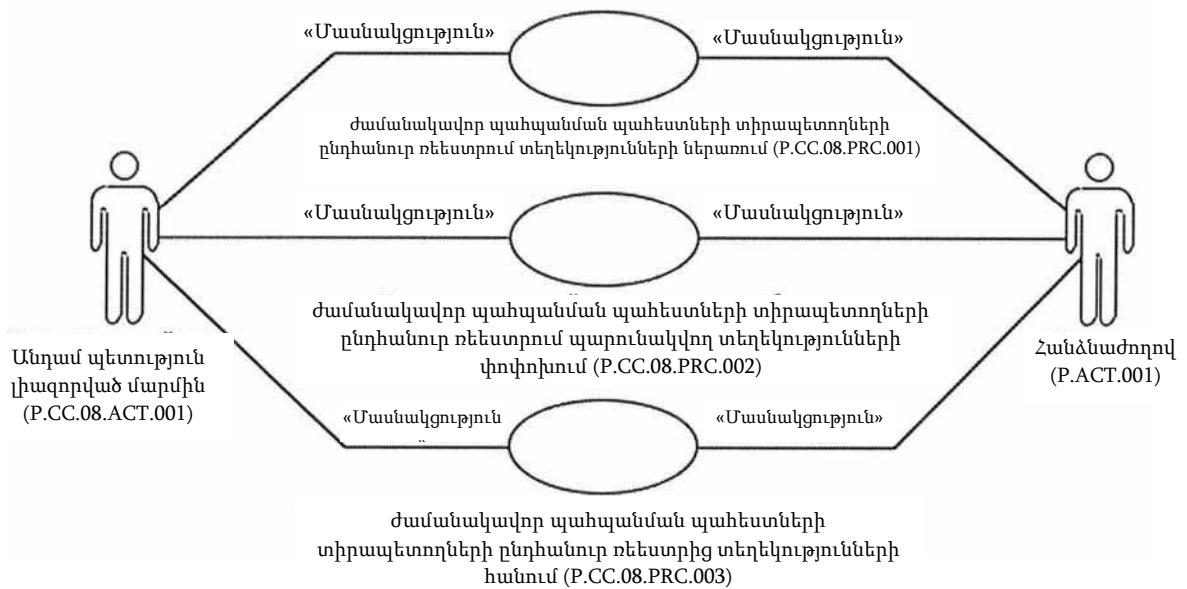 «Մասնակցություն»
«Մասնակցություն»
ժամանակավոր պահպանման պահեստների տիրապետողների
ընդհանուր ռեեստրում տեղեկությունների ներառում (P.CC.08.PRC.001)
«Մասնակցություն»
«Մասնակցություն»
ժամանակավոր պահպանման պահեստների տիրապետողների
ընդհանուր ռեեստրում պարունակվող տեղեկությունների
փոփոխում (P.CC.08.PRC.002)
Անդամ պետություն
լիազորված մարմին
(P.CC.08.ACT.001)
Հանձնաժողով
(P.ACT.001)
«Մասնակցություն
»
«Մասնակցություն»
ժամանակավոր պահպանման պահեստների
տիրապետողների ընդհանուր ռեեստրից տեղեկությունների
հանում (P.CC.08.PRC.003)